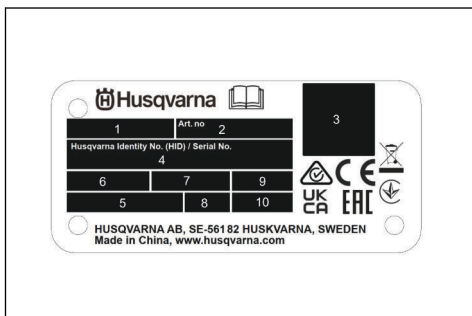 Husqvarna
1
Art. no
2
3
Husqvarna Identity No. (HID) / Serial No.
4
6 7 9
5 8 10
CE
UK
CA
EAC
HUSQVARNA AB, SE-561 82 HUSKVARNA, SWEDEN
Made in China, www.husqvarna.com